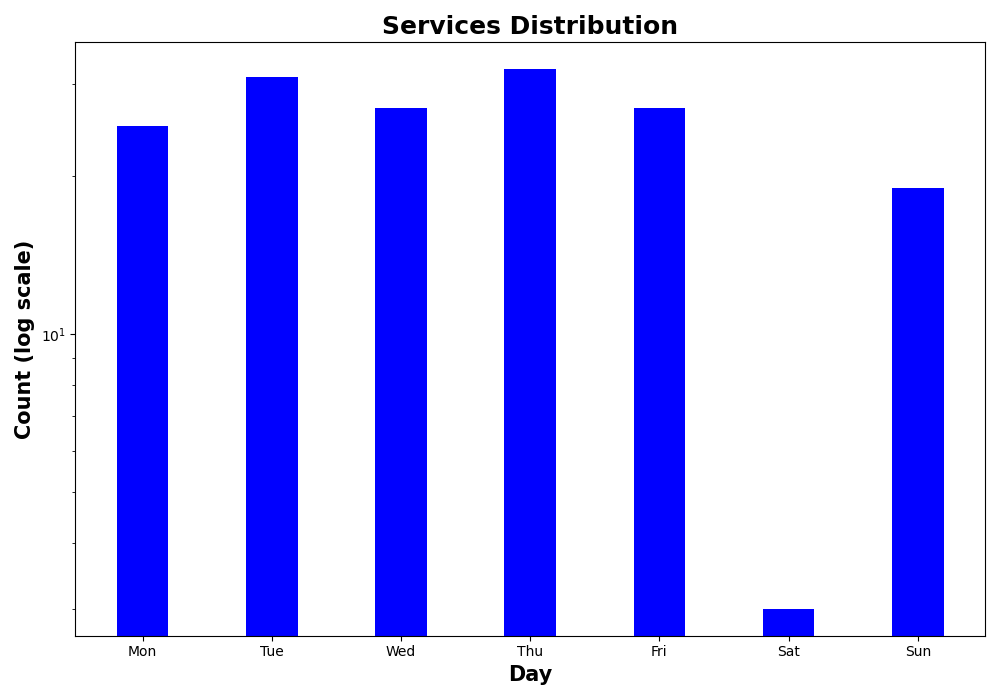 Services Distribution
Count (log scale)
10¹
Mon Tue Wed Thu Fri Sat Sun
Day